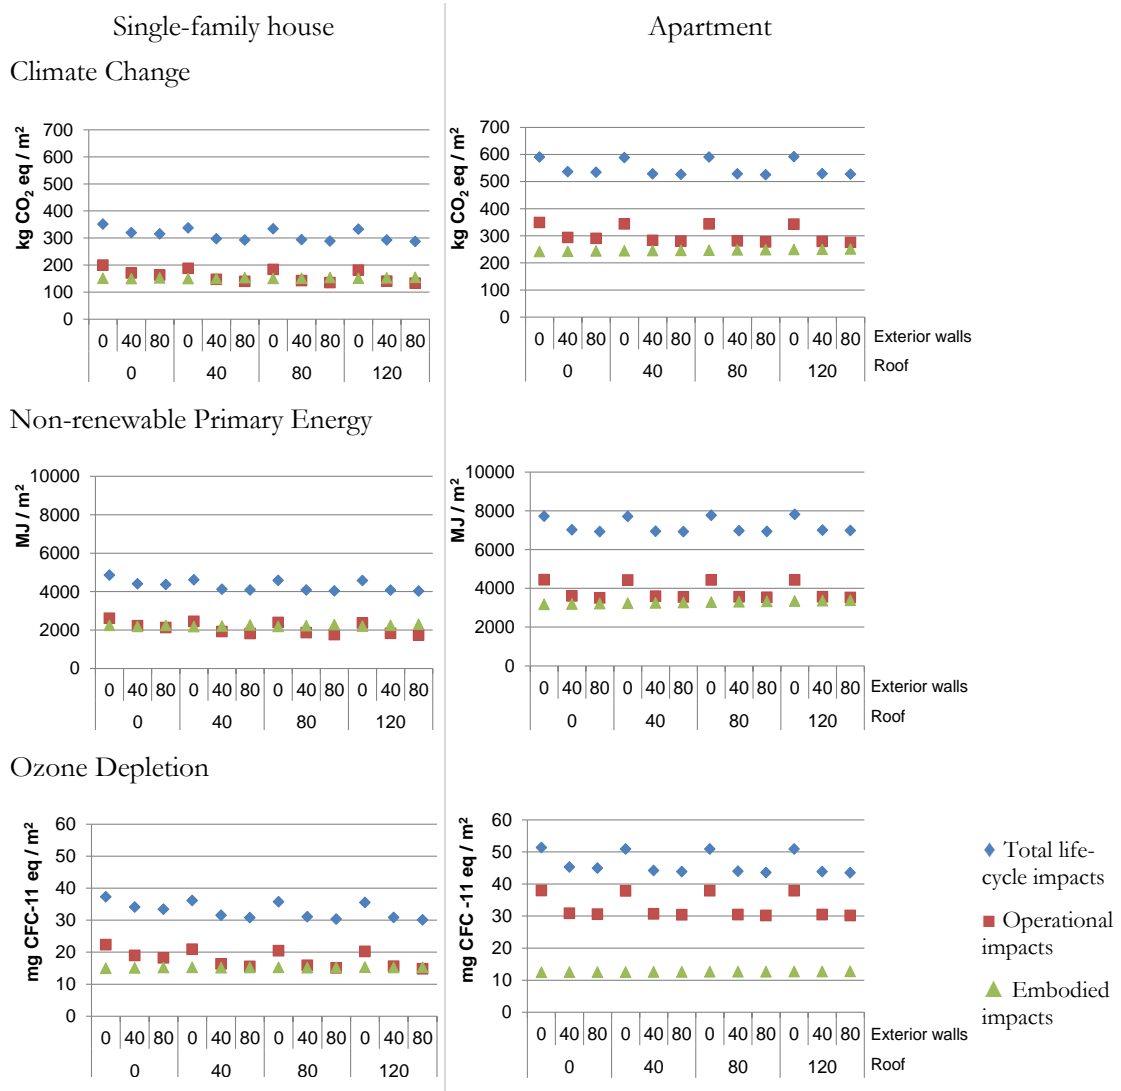 Single-family house
Apartment
Climate Change
kg CO₂ eq / m²
700
600
500
400
300
200
100
0
0 40 80 0 40 80 0 40 80 0 40 80
0 40 80 120
kg CO₂ eq / m²
700
600
500
400
300
200
100
0
0 40 80 0 40 80 0 40 80 0 40 80 Exterior walls
0 40 80 120 Roof
Non-renewable Primary Energy
MJ / m²
10000
8000
6000
4000
2000
0
0 40 80 0 40 80 0 40 80 0 40 80
0 40 80 120
MJ / m²
10000
8000
6000
4000
2000
0
0 40 80 0 40 80 0 40 80 0 40 80 Exterior walls
0 40 80 120 Roof
Ozone Depletion
mg CFC-11 eq / m²
60
50
40
30
20
10
0
0 40 80 0 40 80 0 40 80 0 40 80
0 40 80 120
mg CFC -11 eq / m²
60
50
40
30
20
10
0
0 40 80 0 40 80 0 40 80 0 40 80 Exterior walls
0 40 80 120 Roof
Total life-
cycle impacts
Operational
impacts
Embodied
impacts